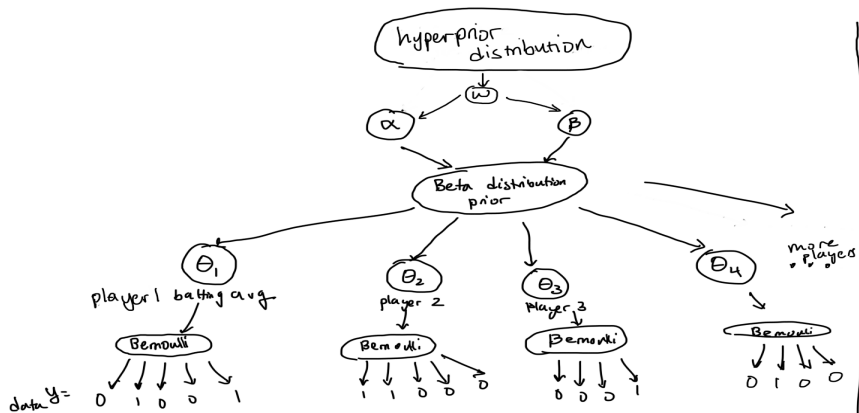 hyperprior
distribution
w
α β
Beta distribution
prior
more
players
θ1 θ2 θ3 θ4
player 1 batting avg
player 2
player 3
Bernoulli Bernoulli Bernoulli Bernoulli
data y= 0 1 0 0 1 1 1 0 0 0 0 0 0 1 0 1 0 0